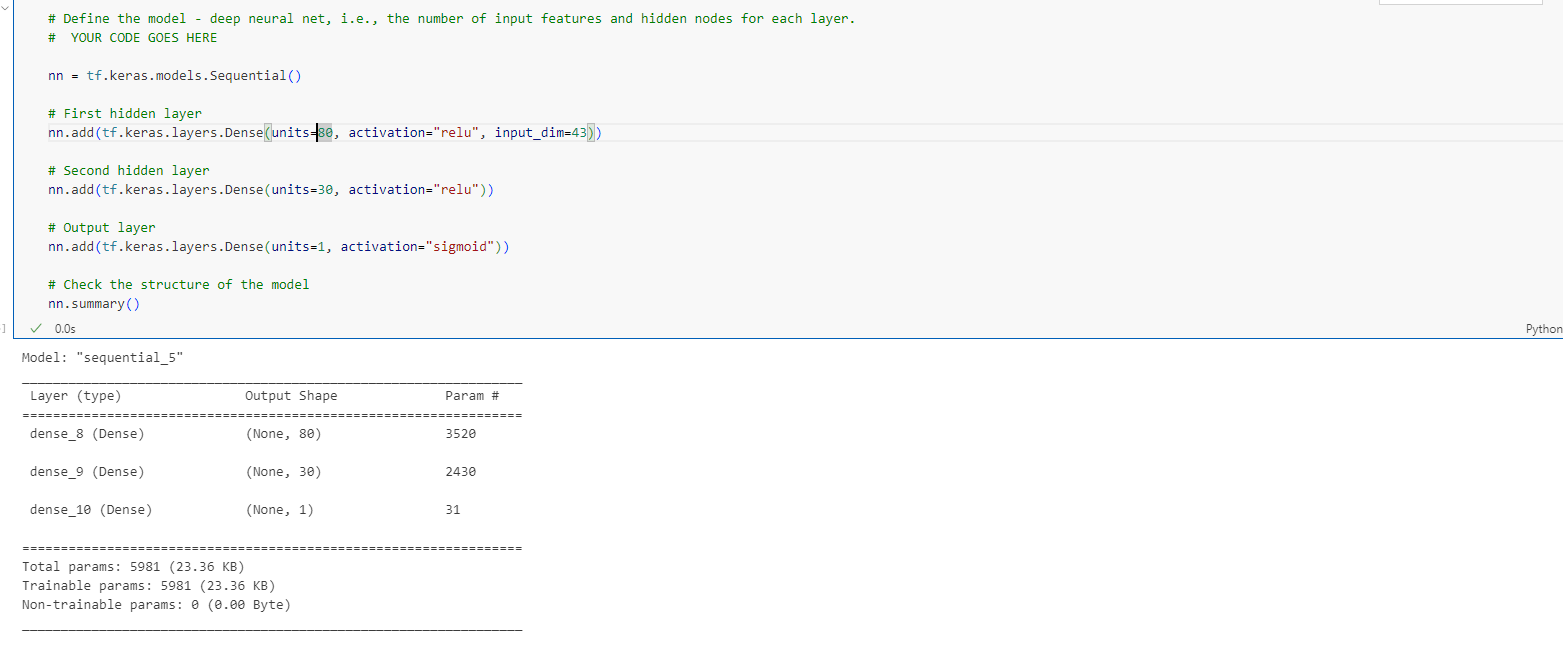 # Define the model - deep neural net, i.e., the number of input features and hidden nodes for each layer.
#  YOUR CODE GOES HERE
nn = tf.keras.models.Sequential()
# First hidden layer
nn.add(tf.keras.layers.Dense(units=80, activation="relu", input_dim=43))
# Second hidden layer
nn.add(tf.keras.layers.Dense(units=30, activation="relu"))
# Output layer
nn.add(tf.keras.layers.Dense(units=1, activation="sigmoid"))
# Check the structure of the model
nn.summary()
] ✓ 0.0s Python
Model: "sequential_5"
_________________________________________________________________
Layer (type) Output Shape Param #
=================================================================
dense_8 (Dense) (None, 80) 3520
dense_9 (Dense) (None, 30) 2430
dense_10 (Dense) (None, 1) 31
=================================================================
Total params: 5981 (23.36 KB)
Trainable params: 5981 (23.36 KB)
Non-trainable params: 0 (0.00 Byte)
_________________________________________________________________